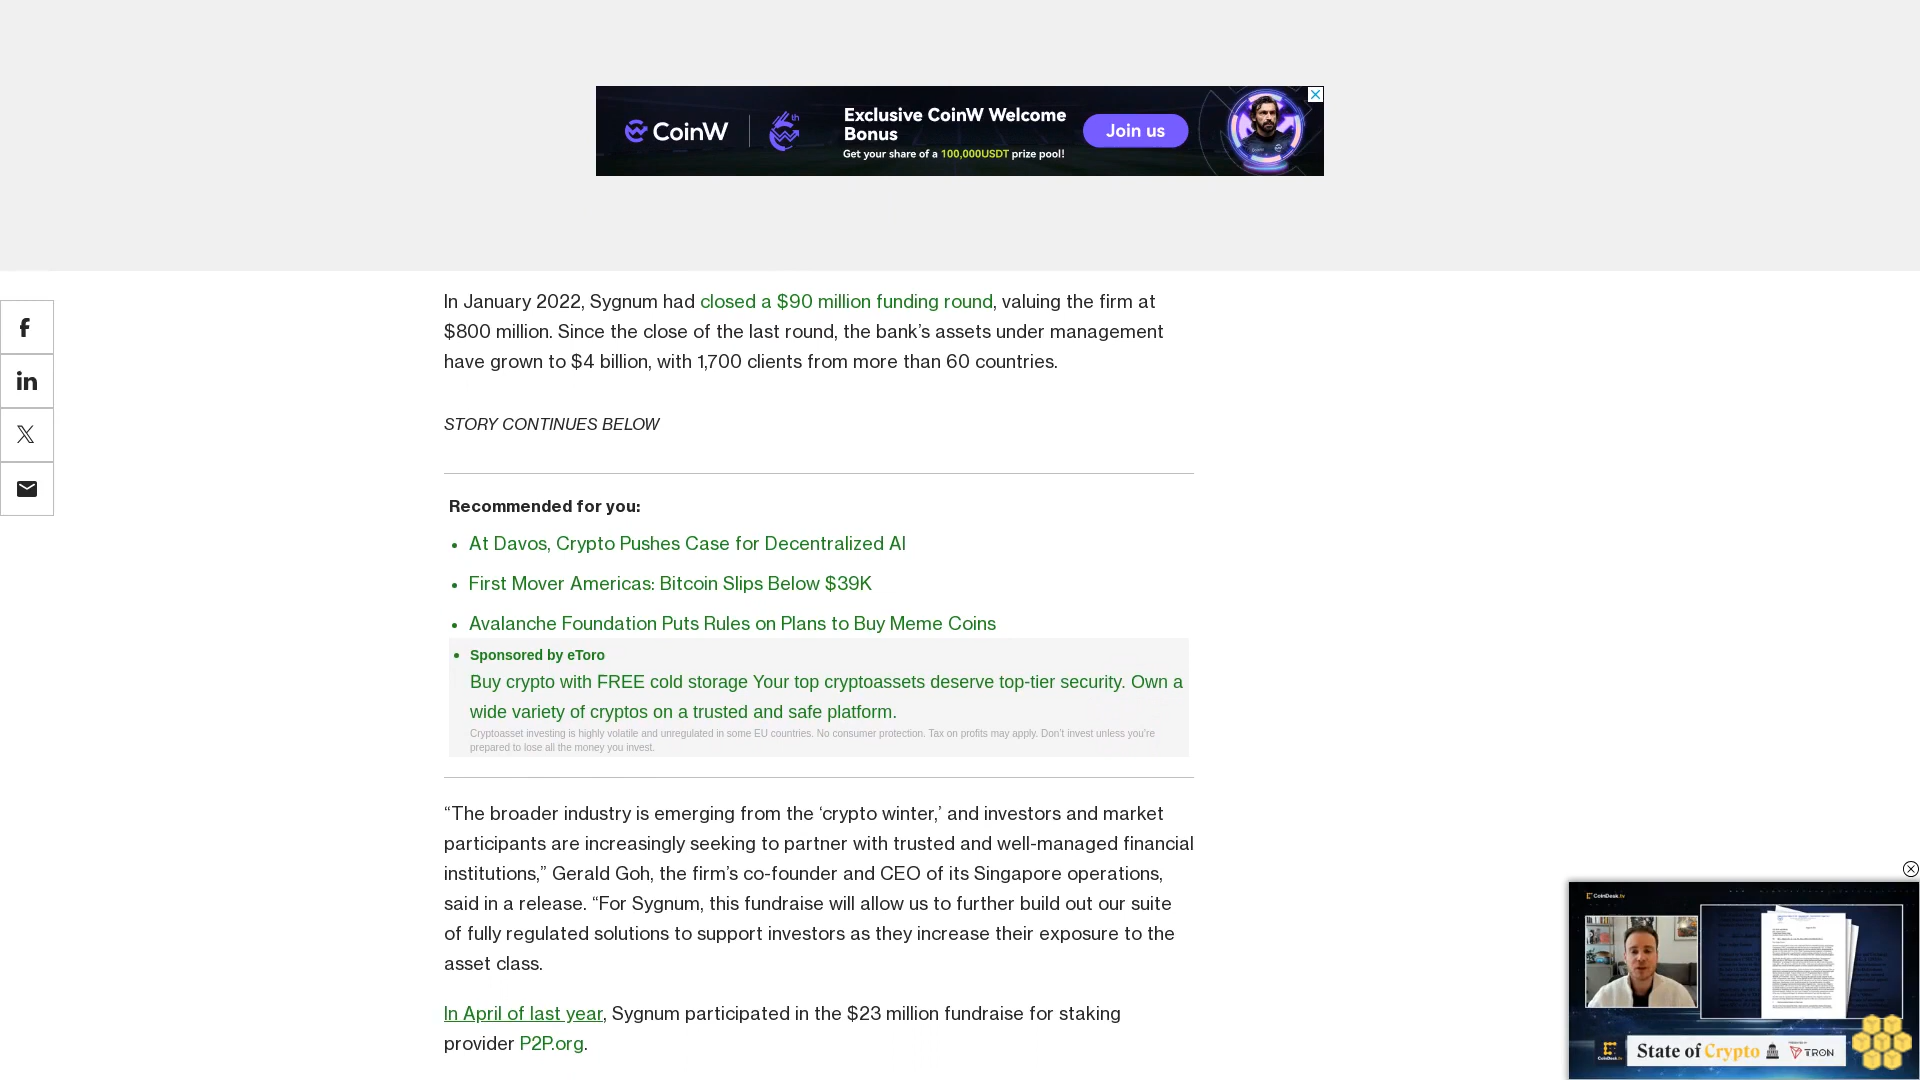 CoinW
th
Exclusive CoinW Welcome
Bonus
Get your share of a 100,000USDT prize pool!
Join us
In January 2022, Sygnum had closed a $90 million funding round, valuing the firm at
$800 million. Since the close of the last round, the bank’s assets under management
have grown to $4 billion, with 1,700 clients from more than 60 countries.
STORY CONTINUES BELOW
Recommended for you:
• At Davos, Crypto Pushes Case for Decentralized AI
• First Mover Americas: Bitcoin Slips Below $39K
• Avalanche Foundation Puts Rules on Plans to Buy Meme Coins
• Sponsored by eToro
Buy crypto with FREE cold storage Your top cryptoassets deserve top-tier security. Own a
wide variety of cryptos on a trusted and safe platform.
Cryptoasset investing is highly volatile and unregulated in some EU countries. No consumer protection. Tax on profits may apply. Don’t invest unless you’re
prepared to lose all the money you invest.
“The broader industry is emerging from the ‘crypto winter,’ and investors and market
participants are increasingly seeking to partner with trusted and well-managed financial
institutions,” Gerald Goh, the firm’s co-founder and CEO of its Singapore operations,
said in a release. “For Sygnum, this fundraise will allow us to further build out our suite
of fully regulated solutions to support investors as they increase their exposure to the
asset class.
In April of last year, Sygnum participated in the $23 million fundraise for staking
provider P2P.org.
CoinDesk.tv
CoinDesk.tv
State of Crypto
TRON